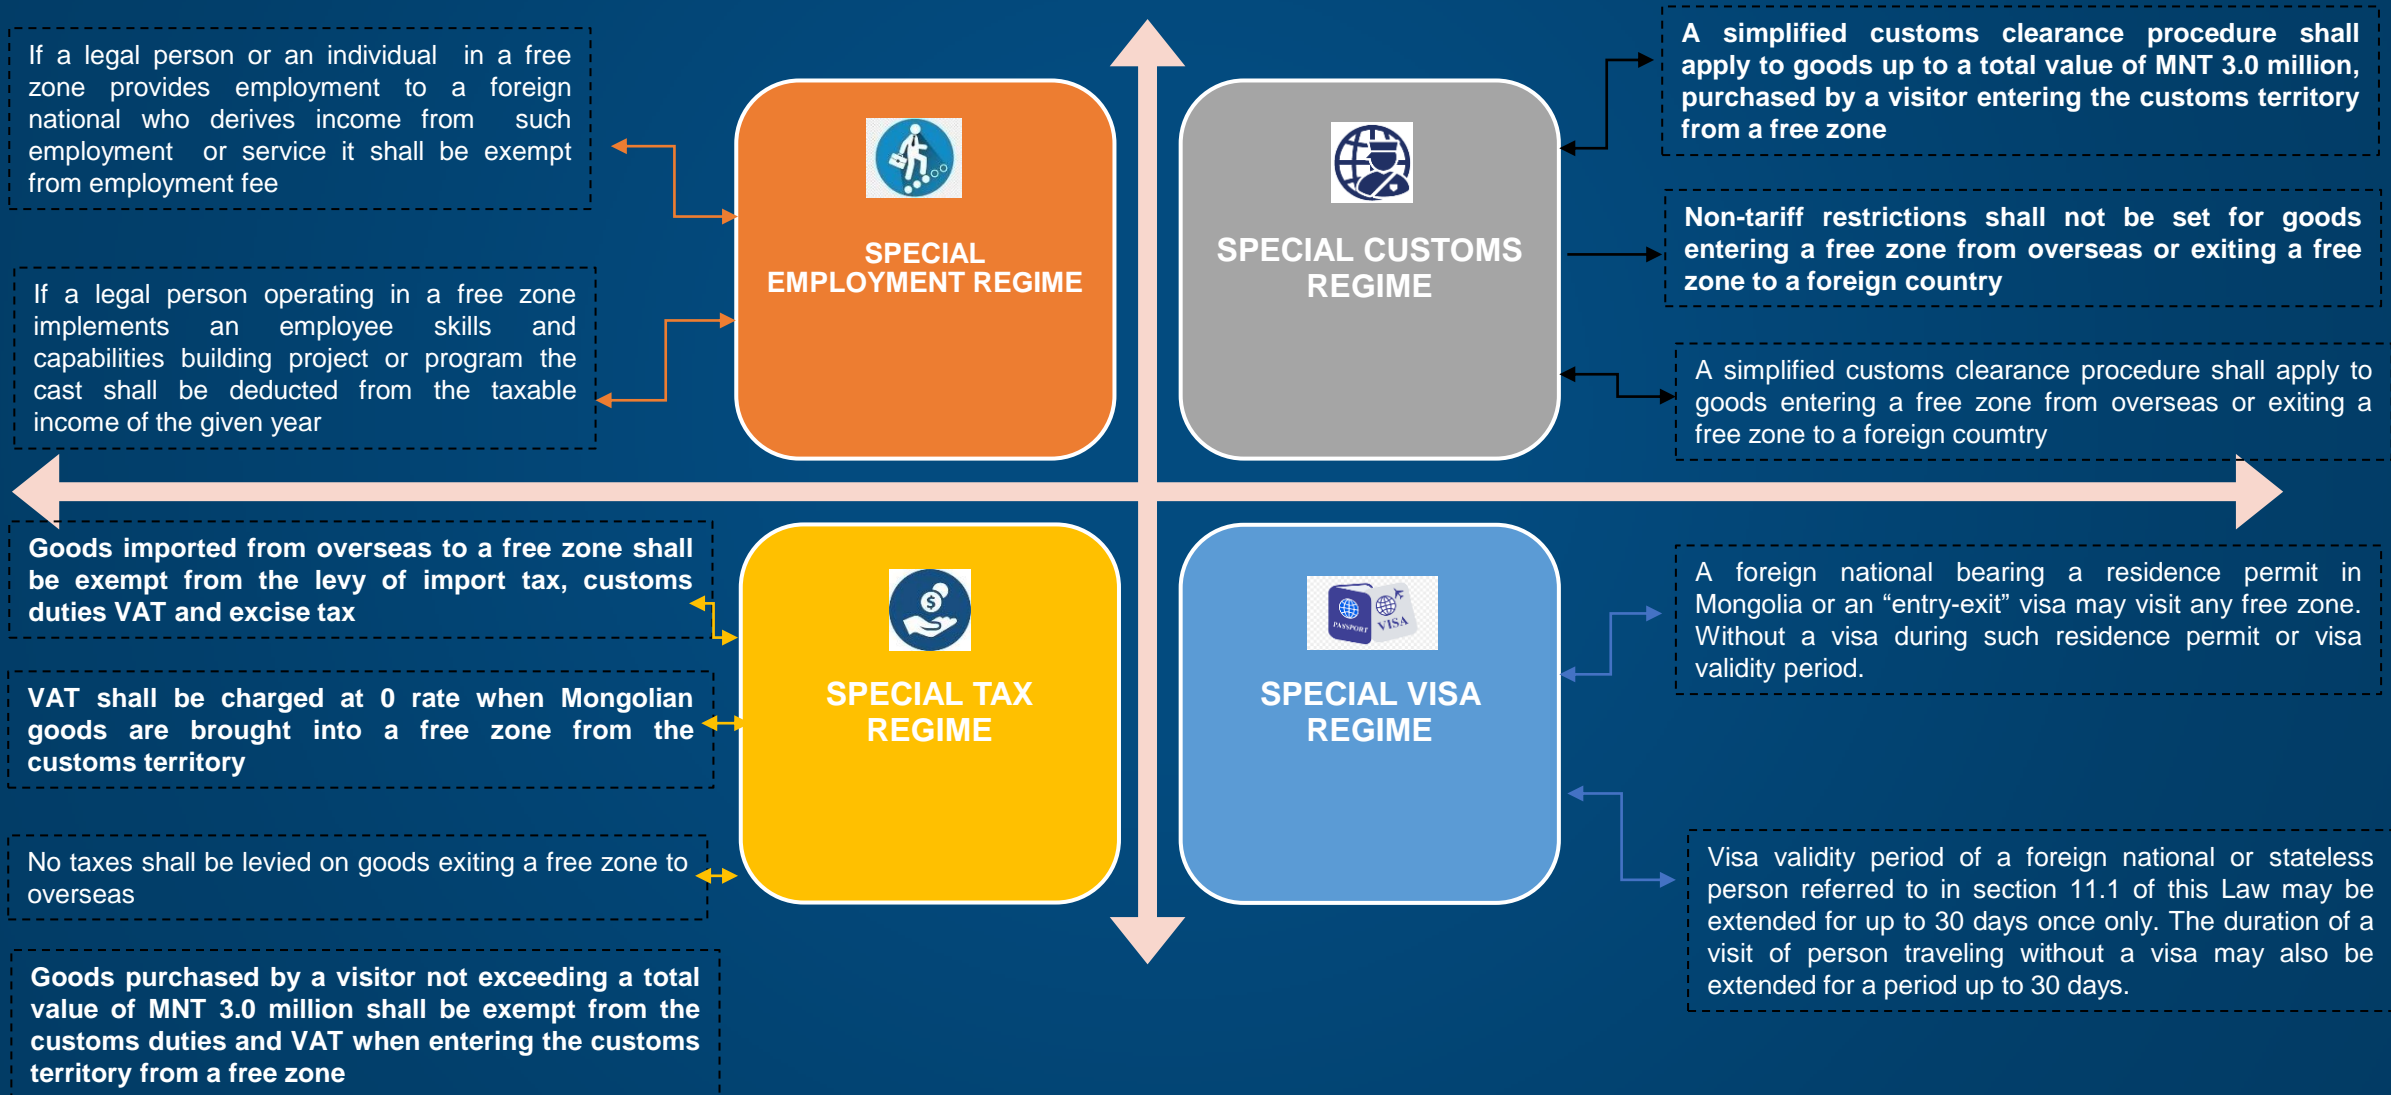 If a legal person or an individual in a free
zone provides employment to a foreign
national who derives income from such
employment or service it shall be exempt
from employment fee
If a legal person operating in a free zone
implements an employee skills and
capabilities building project or program the
cast shall be deducted from the taxable
income of the given year
SPECIAL
EMPLOYMENT REGIME
SPECIAL CUSTOMS
REGIME
A simplified customs clearance procedure shall
apply to goods up to a total value of MNT 3.0 million,
purchased by a visitor entering the customs territory
from a free zone
Non-tariff restrictions shall not be set for goods
entering a free zone from overseas or exiting a free
zone to a foreign country
A simplified customs clearance procedure shall apply to
goods entering a free zone from overseas or exiting a
free zone to a foreign coumtry
Goods imported from overseas to a free zone shall
be exempt from the levy of import tax, customs
duties VAT and excise tax
VAT shall be charged at 0 rate when Mongolian
goods are brought into a free zone from the
customs territory
No taxes shall be levied on goods exiting a free zone to
overseas
Goods purchased by a visitor not exceeding a total
value of MNT 3.0 million shall be exempt from the
customs duties and VAT when entering the customs
territory from a free zone
SPECIAL TAX
REGIME
PASSPORT
VISA
SPECIAL VISA
REGIME
A foreign national bearing a residence permit in
Mongolia or an “entry-exit” visa may visit any free zone.
Without a visa during such residence permit or visa
validity period.
Visa validity period of a foreign national or stateless
person referred to in section 11.1 of this Law may be
extended for up to 30 days once only. The duration of a
visit of person traveling without a visa may also be
extended for a period up to 30 days.